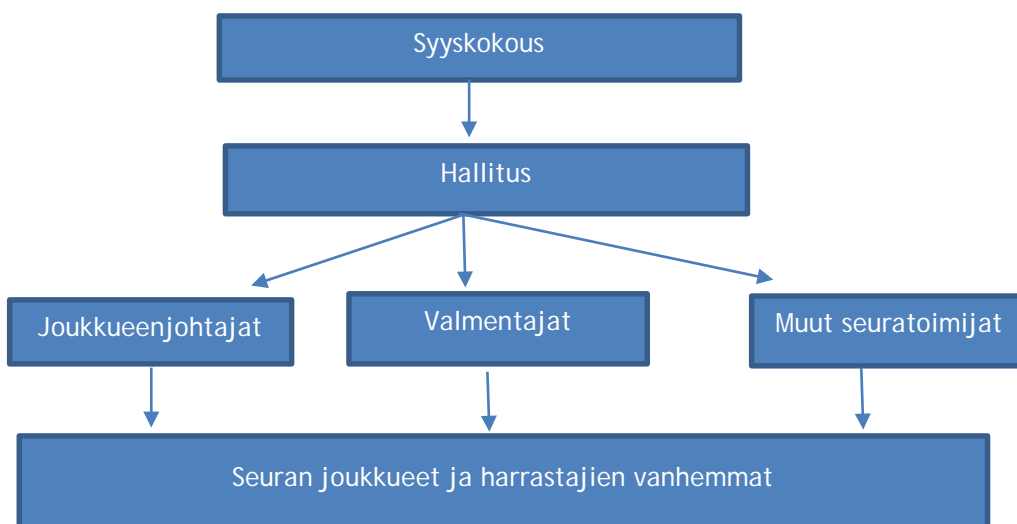 Syyskokous
Hallitus
Joukkueenjohtajat
Valmentajat
Muut seuratoimijat
Seuran joukkueet ja harrastajien vanhemmat